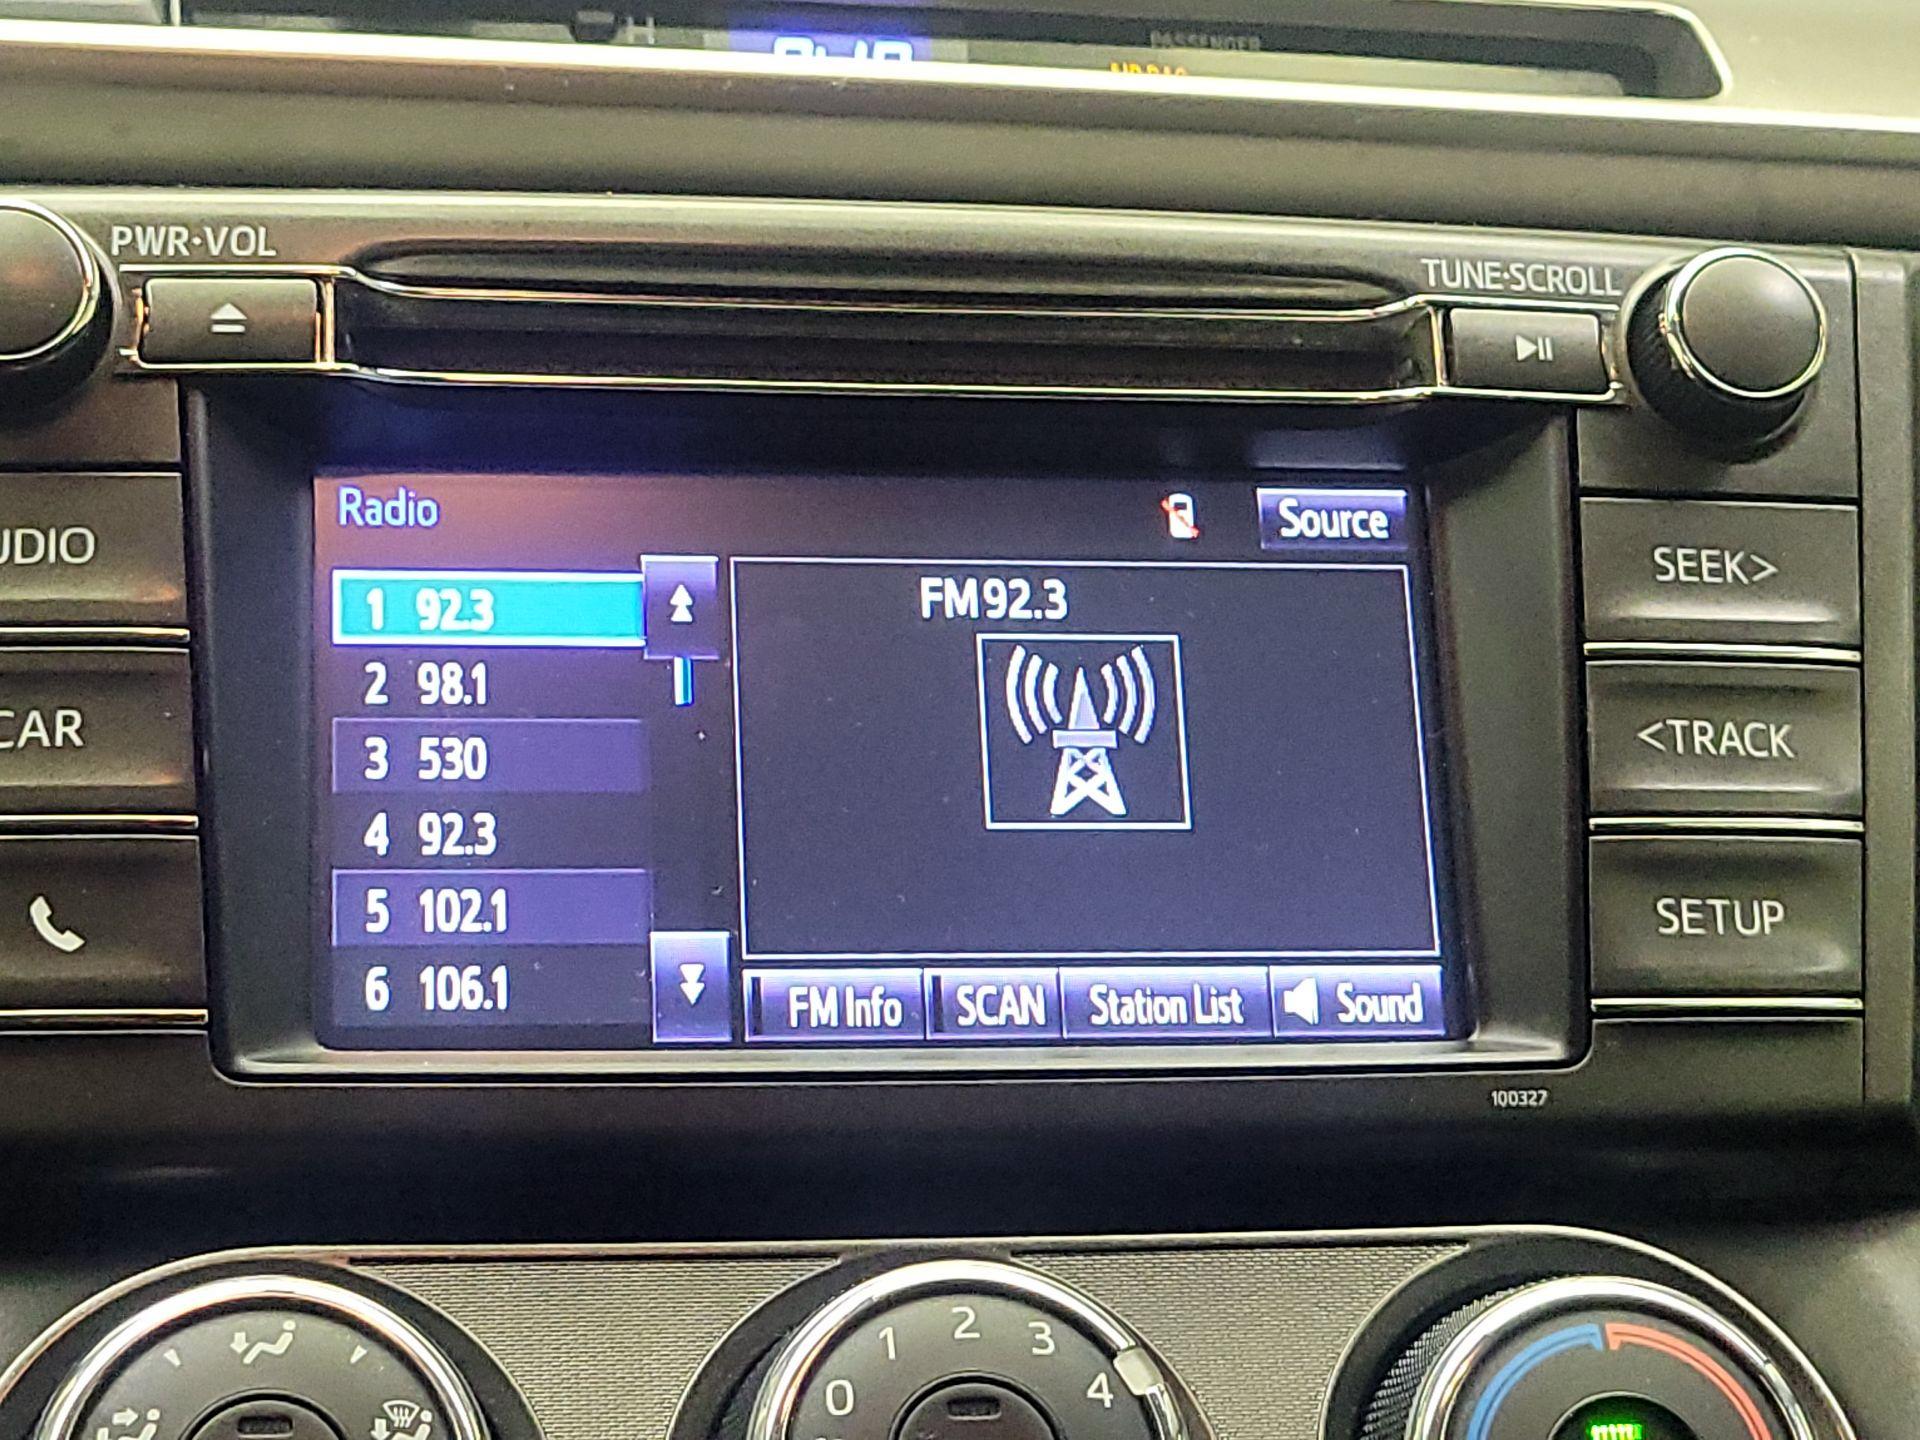 H
PASSENGER
PWR•VOL
TUNE•SCROLL
Radio
Source
UDIO
SEEK>
1 92.3
FM92.3
2 98.1
CAR
<TRACK
3 530
4 92.3
5 102.1
SETUP
6 106.1
FM Info
SCAN
Station List
Sound
100327
0
1
2
3
4